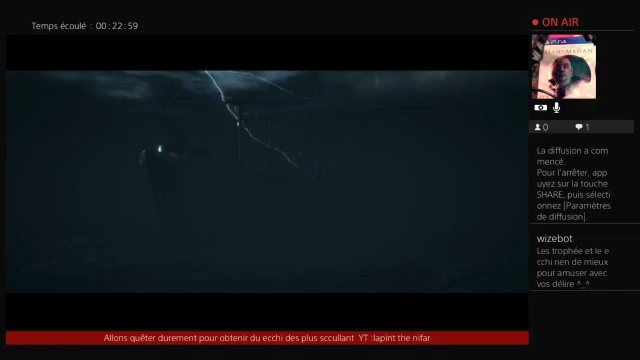 Temps écoulé : 00:22:59
ON AIR
PS4
MAN OF MEDAN
0
1
La diffusion a com
mencé.
Pour l'arrêter, app
uyez sur la touche
SHARE, puis sélecti
onnez [Paramètres
de diffusion].
wizebot
Les trophée et le e
cchi rien de mieux
pour amuser avec
vos délire ^_^
Allons quêter durement pour obtenir du ecchi des plus sccullant YT :lapint the nifar